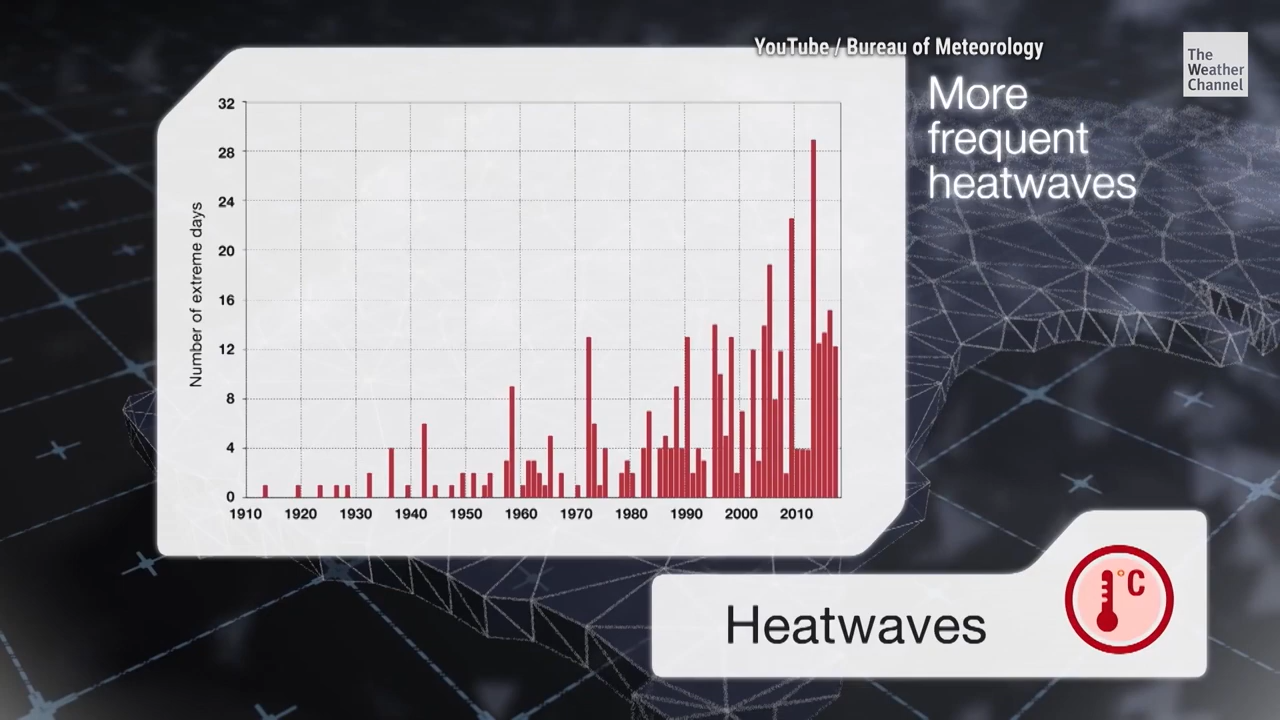 YouTube / Bureau of Meteorology
The
Weather
Channel
More
frequent
heatwaves
Number of extreme days
32
28
24
20
16
12
8
4
0
1910 1920 1930 1940 1950 1960 1970 1980 1990 2000 2010
Heatwaves
°C